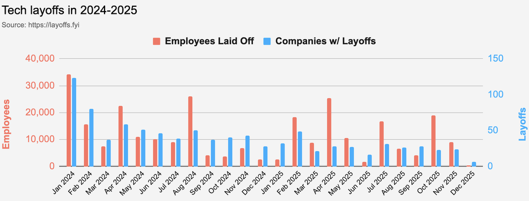 Tech layoffs in 2024-2025
Source: https://layoffs.fyi
Employees Laid Off
Companies w/ Layoffs
40,000
30,000
20,000
10,000
0
Employees
150
100
50
0
Layoffs
Jan 2024
Feb 2024
Mar 2024
Apr 2024
May 2024
Jun 2024
Jul 2024
Aug 2024
Sep 2024
Oct 2024
Nov 2024
Dec 2024
Jan 2025
Feb 2025
Mar 2025
Apr 2025
May 2025
Jun 2025
Jul 2025
Aug 2025
Sep 2025
Oct 2025
Nov 2025
Dec 2025